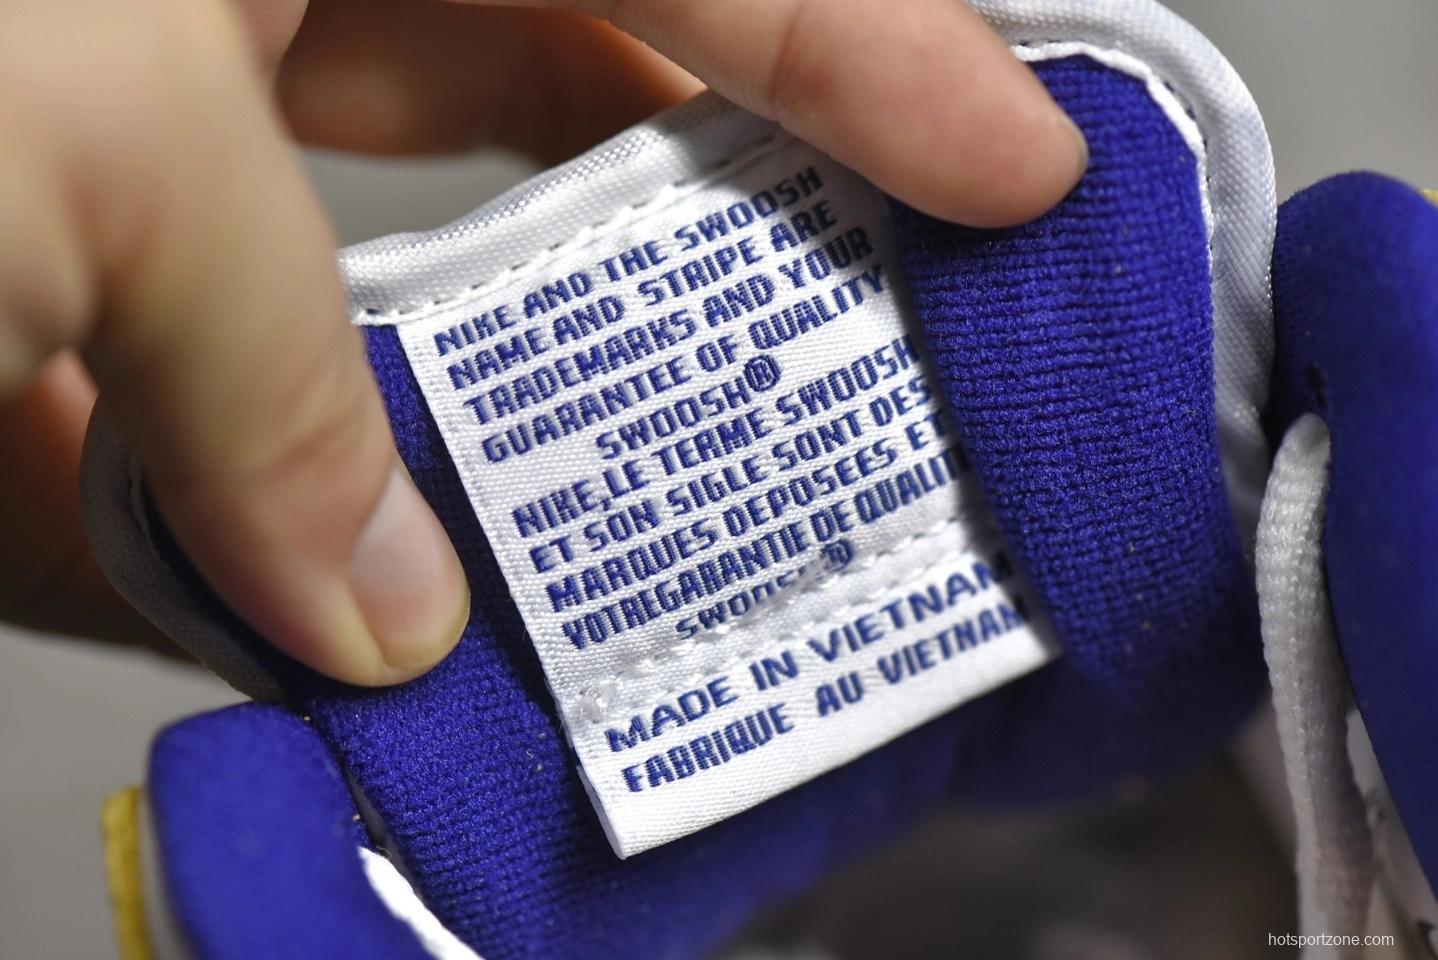 NIKE AND THE SWOOSH
NAME AND STRIPE ARE
TRADEMARKS AND YOUR
GUARANTEE OF QUALITY
SWOOSH®
NIKE,LE TERME SWOOSH
ET SON SIGLE SONT DES
MARQUES DEPOSEES ET
VOTREGARANTIE DE QUALITE
SWOOSH®
MADE IN VIETNAM
FABRIQUE AU VIETNAM
hotsportzone.com